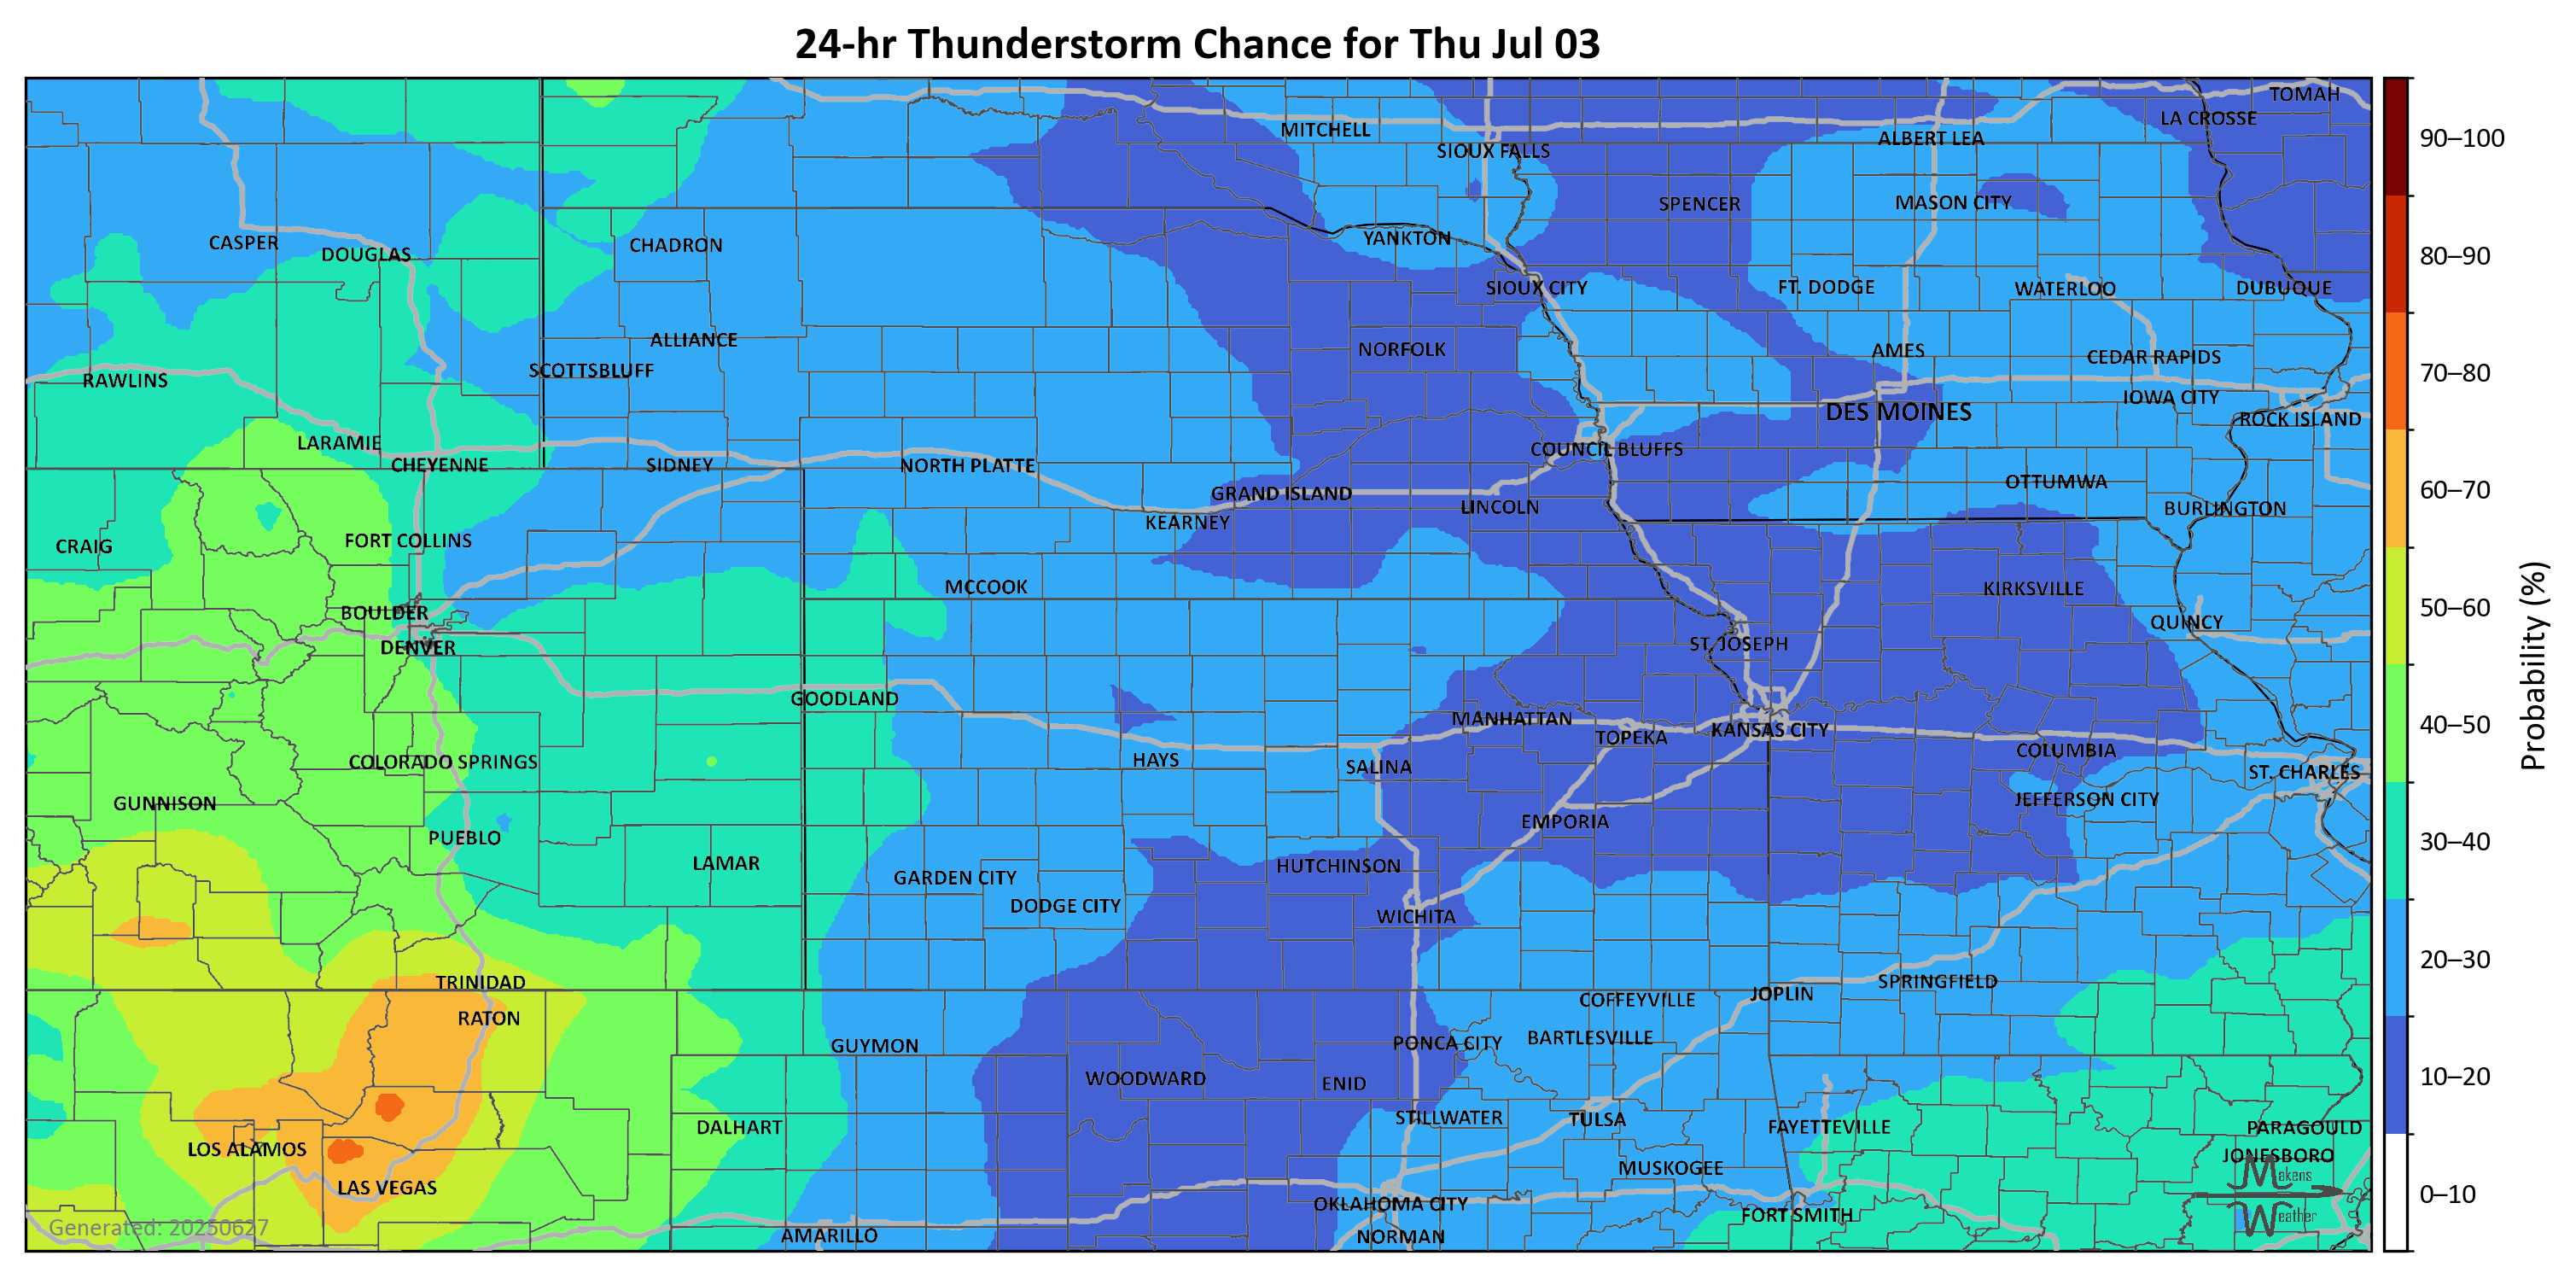 24-hr Thunderstorm Chance for Thu Jul 03
TOMAH
LA CROSSE
MITCHELL
ALBERT LEA
SIOUX FALLS
SPENCER
MASON CITY
YANKTON
CASPER
DOUGLAS
CHADRON
SIOUX CITY
FT. DODGE
WATERLOO
DUBUQUE
ALLIANCE
NORFOLK
AMES
CEDAR RAPIDS
SCOTTSBLUFF
RAWLINS
IOWA CITY
DES MOINES
ROCK ISLAND
LARAMIE
COUNCIL BLUFFS
CHEYENNE
SIDNEY
NORTH PLATTE
OTTUMWA
GRAND ISLAND
LINCOLN
BURLINGTON
KEARNEY
FORT COLLINS
CRAIG
MCCOOK
KIRKSVILLE
BOULDER
QUINCY
DENVER
ST. JOSEPH
GOODLAND
MANHATTAN
TOPEKA
KANSAS CITY
COLUMBIA
COLORADO SPRINGS
HAYS
SALINA
ST. CHARLES
GUNNISON
JEFFERSON CITY
EMPORIA
PUEBLO
LAMAR
HUTCHINSON
GARDEN CITY
DODGE CITY
WICHITA
TRINIDAD
SPRINGFIELD
JOPLIN
COFFEYVILLE
RATON
BARTLESVILLE
GUYMON
PONCA CITY
WOODWARD
ENID
STILLWATER
TULSA
DALHART
FAYETTEVILLE
PARAGOULD
LOS ALAMOS
JONESBORO
MUSKOGEE
LAS VEGAS
OKLAHOMA CITY
FORT SMITH
AMARILLO
NORMAN
Generated: 20250627
Makens
Weather
90–100
80–90
70–80
60–70
50–60
40–50
30–40
20–30
10–20
0–10
Probability (%)